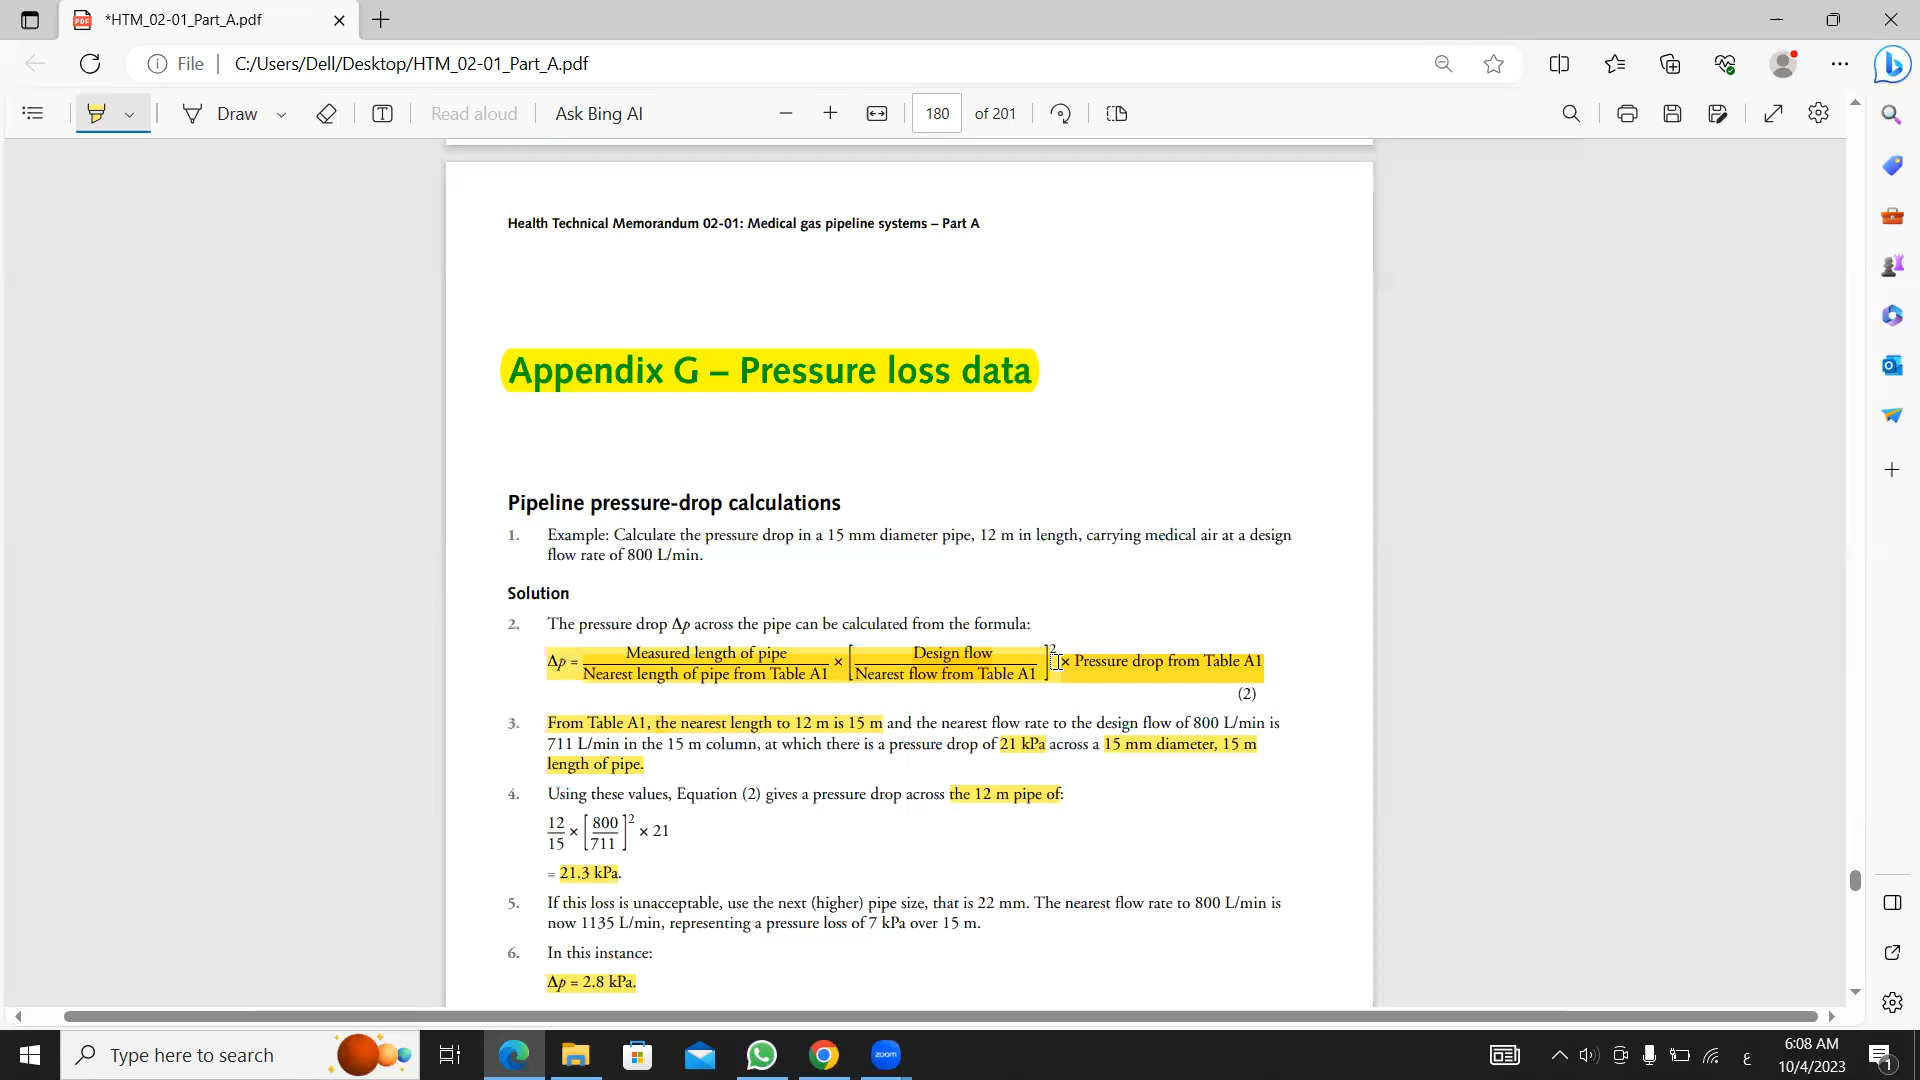 *HTM_02-01_Part_A.pdf
File
C:/Users/Dell/Desktop/HTM_02-01_Part_A.pdf
Draw
Read aloud
Ask Bing AI
180 of 201
Health Technical Memorandum 02-01: Medical gas pipeline systems – Part A
Appendix G – Pressure loss data
Pipeline pressure-drop calculations
1. Example: Calculate the pressure drop in a 15 mm diameter pipe, 12 m in length, carrying medical air at a design
flow rate of 800 L/min.
Solution
2. The pressure drop Δp across the pipe can be calculated from the formula:
Δp = Measured length of pipe / Nearest length of pipe from Table A1 × [Design flow / Nearest flow from Table A1]² × Pressure drop from Table A1
(2)
3. From Table A1, the nearest length to 12 m is 15 m and the nearest flow rate to the design flow of 800 L/min is
711 L/min in the 15 m column, at which there is a pressure drop of 21 kPa across a 15 mm diameter, 15 m
length of pipe.
4. Using these values, Equation (2) gives a pressure drop across the 12 m pipe of:
12/15 × [800/711]² × 21
= 21.3 kPa.
5. If this loss is unacceptable, use the next (higher) pipe size, that is 22 mm. The nearest flow rate to 800 L/min is
now 1135 L/min, representing a pressure loss of 7 kPa over 15 m.
6. In this instance:
Δp = 2.8 kPa.
Type here to search
zoom
ع
6:08 AM
10/4/2023
1